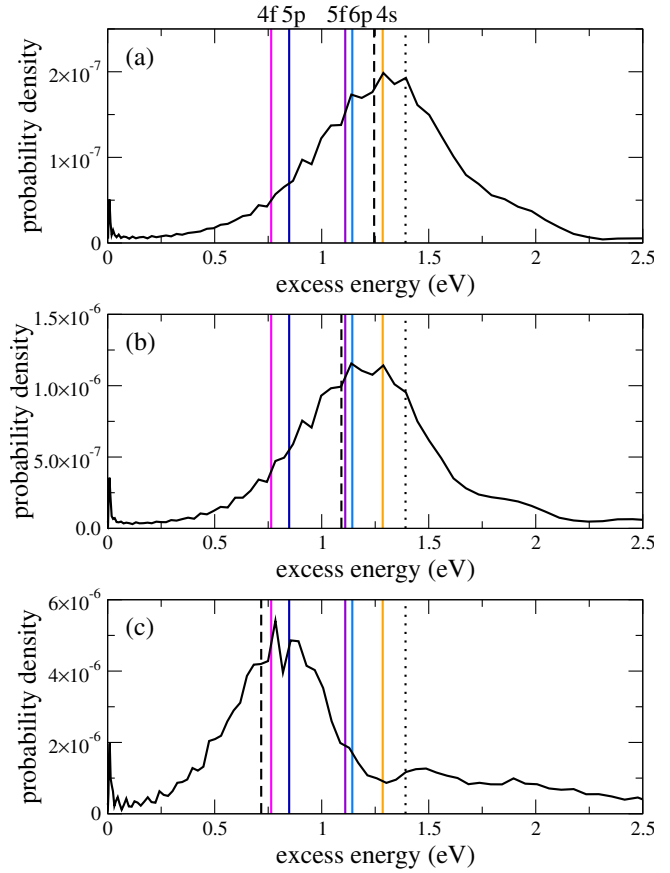 4f 5p 5f 6p 4s
(a)
2×10⁻⁷
1×10⁻⁷
0
probability density
0 0.5 1 1.5 2 2.5
excess energy (eV)
(b)
1.5×10⁻⁶
1.0×10⁻⁶
5.0×10⁻⁷
0.0
probability density
0 0.5 1 1.5 2 2.5
excess energy (eV)
(c)
6×10⁻⁶
4×10⁻⁶
2×10⁻⁶
0
probability density
0 0.5 1 1.5 2 2.5
excess energy (eV)